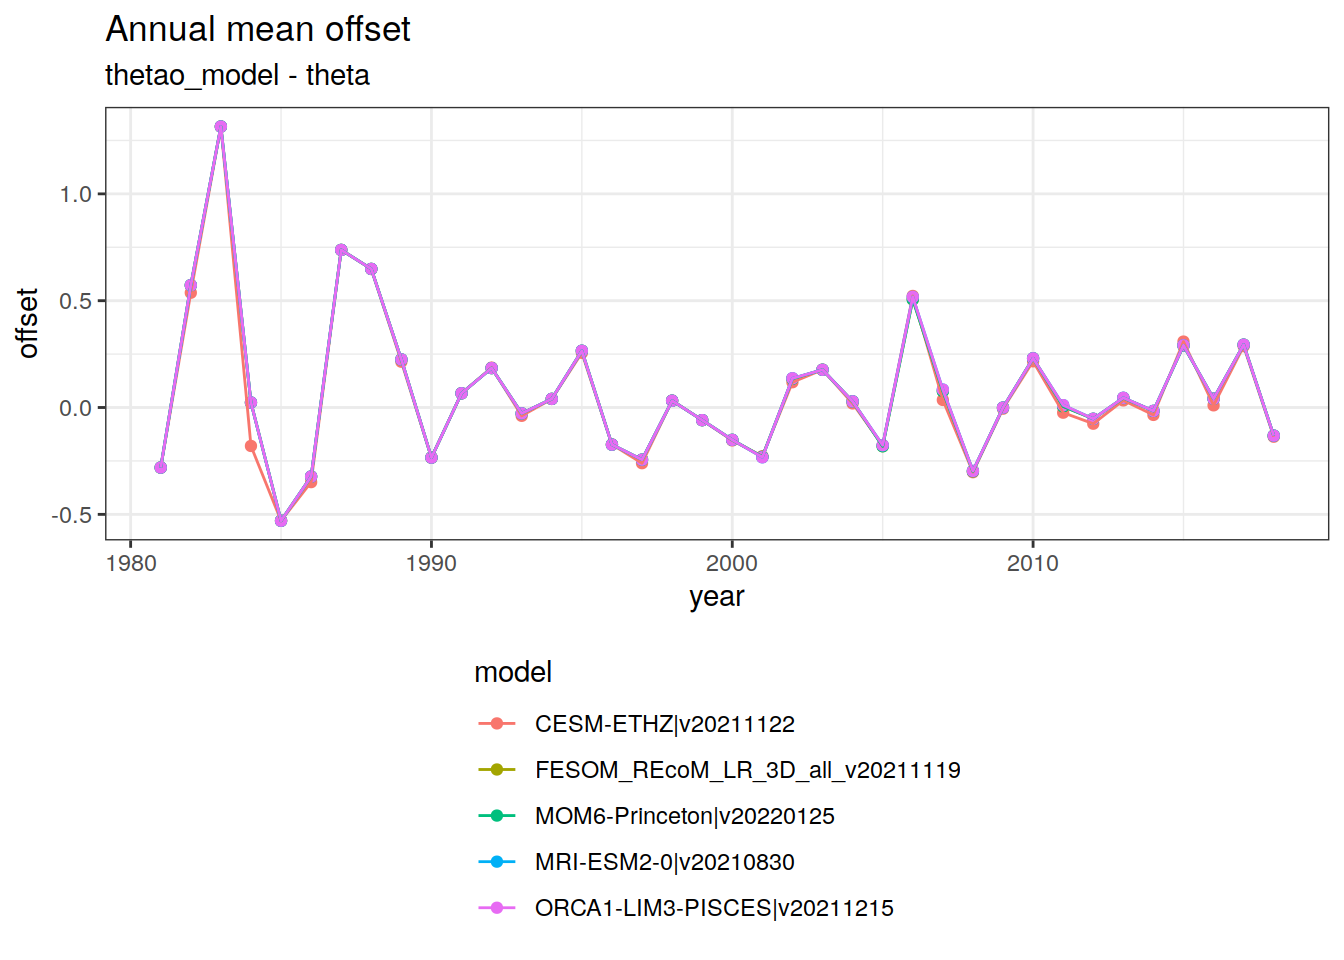 Annual mean offset
thetao_model - theta
offset
1.0
0.5
0.0
-0.5
1980 1990 2000 2010
year
model
CESM-ETHZ|v20211122
FESOM_REcoM_LR_3D_all_v20211119
MOM6-Princeton|v20220125
MRI-ESM2-0|v20210830
ORCA1-LIM3-PISCES|v20211215